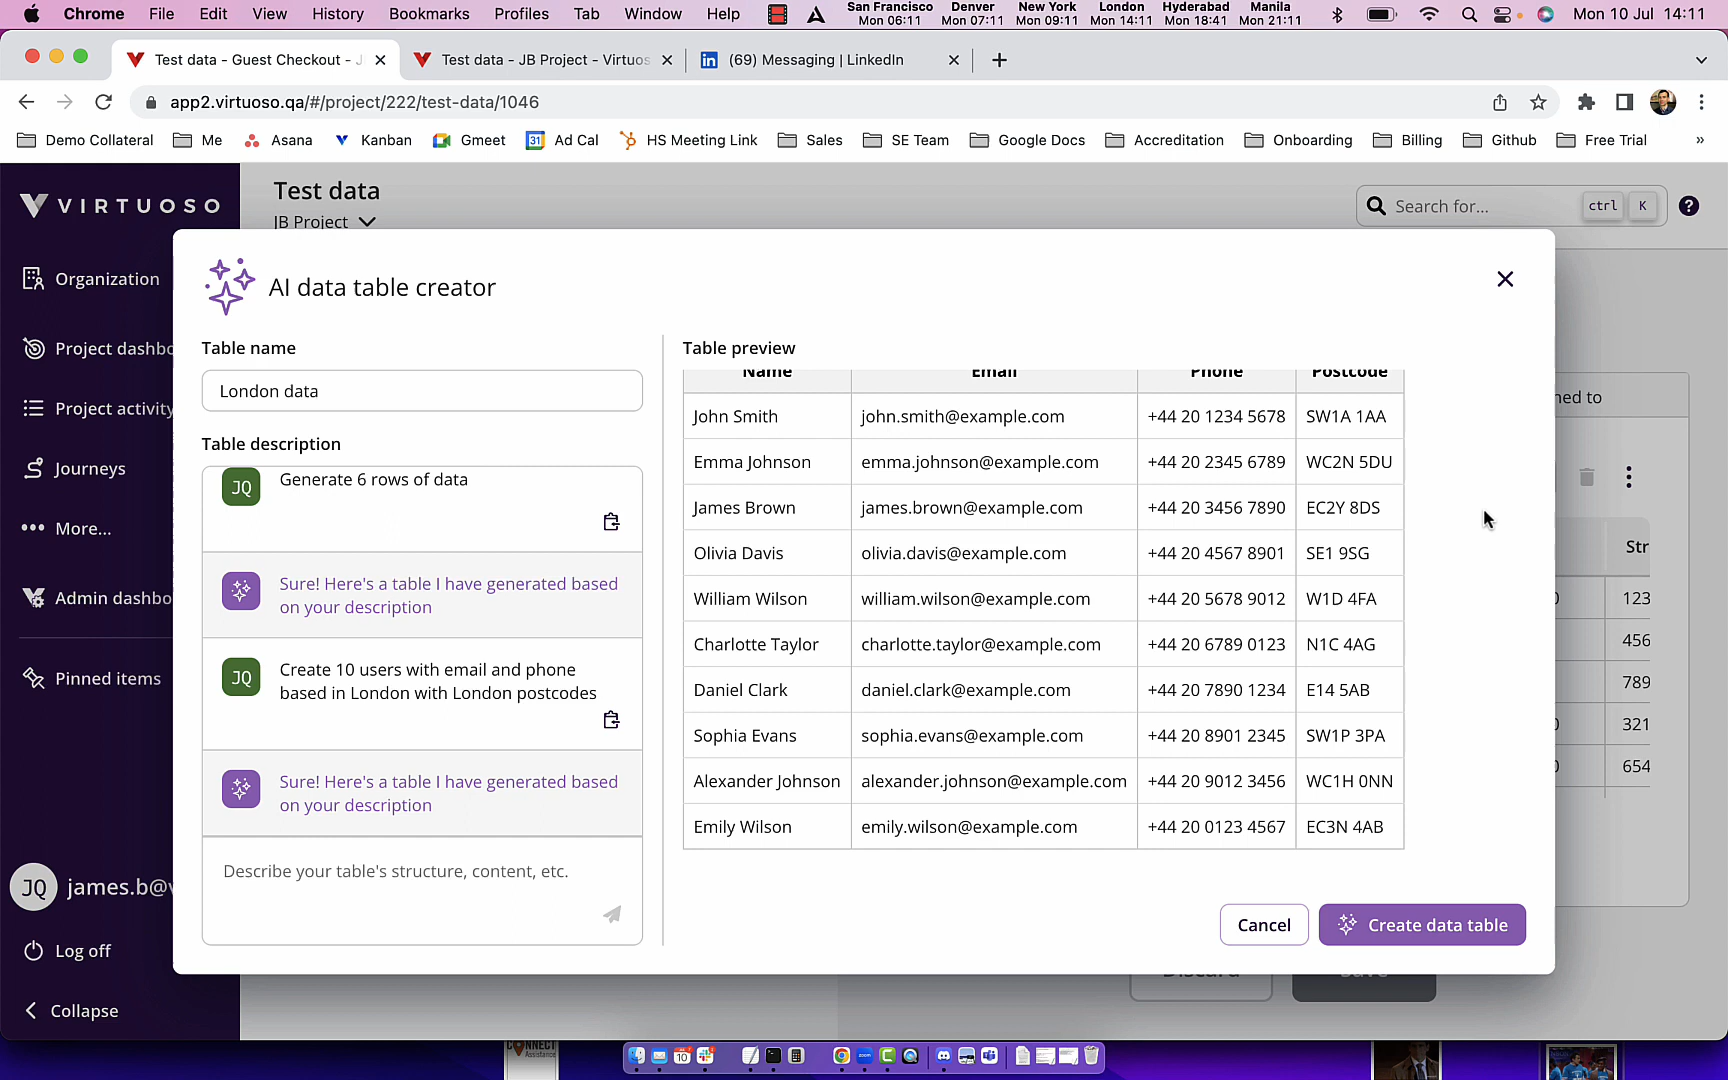 Chrome File Edit View History Bookmarks Profiles Tab Window Help
San Francisco Denver New York London Hyderabad Manila
Mon 06:11 Mon 07:11 Mon 09:11 Mon 14:11 Mon 18:41 Mon 21:11
Mon 10 Jul 14:11
Test data - Guest Checkout - J
Test data - JB Project - Virtuos
(69) Messaging | LinkedIn
app2.virtuoso.qa/#/project/222/test-data/1046
Demo Collateral Me Asana Kanban Gmeet Ad Cal HS Meeting Link Sales SE Team Google Docs Accreditation Onboarding Billing Github Free Trial »
VIRTUOSO
Test data
JB Project
Search for... ctrl K ?
Organization
Project dashbo
Project activity
Journeys
More...
Admin dashbo
Pinned items
JQ james.b@
Log off
Collapse
AI data table creator
Table name
London data
Table description
JQ Generate 6 rows of data
Sure! Here's a table I have generated based
on your description
JQ Create 10 users with email and phone
based in London with London postcodes
Sure! Here's a table I have generated based
on your description
Describe your table's structure, content, etc.
Table preview
Name Email Phone Postcode
John Smith john.smith@example.com +44 20 1234 5678 SW1A 1AA
Emma Johnson emma.johnson@example.com +44 20 2345 6789 WC2N 5DU
James Brown james.brown@example.com +44 20 3456 7890 EC2Y 8DS
Olivia Davis olivia.davis@example.com +44 20 4567 8901 SE1 9SG
William Wilson william.wilson@example.com +44 20 5678 9012 W1D 4FA
Charlotte Taylor charlotte.taylor@example.com +44 20 6789 0123 N1C 4AG
Daniel Clark daniel.clark@example.com +44 20 7890 1234 E14 5AB
Sophia Evans sophia.evans@example.com +44 20 8901 2345 SW1P 3PA
Alexander Johnson alexander.johnson@example.com +44 20 9012 3456 WC1H 0NN
Emily Wilson emily.wilson@example.com +44 20 0123 4567 EC3N 4AB
Cancel Create data table
ned to
Str
0 123
456
789
0 321
0 654
Discard Save
CONNECT
Assistance